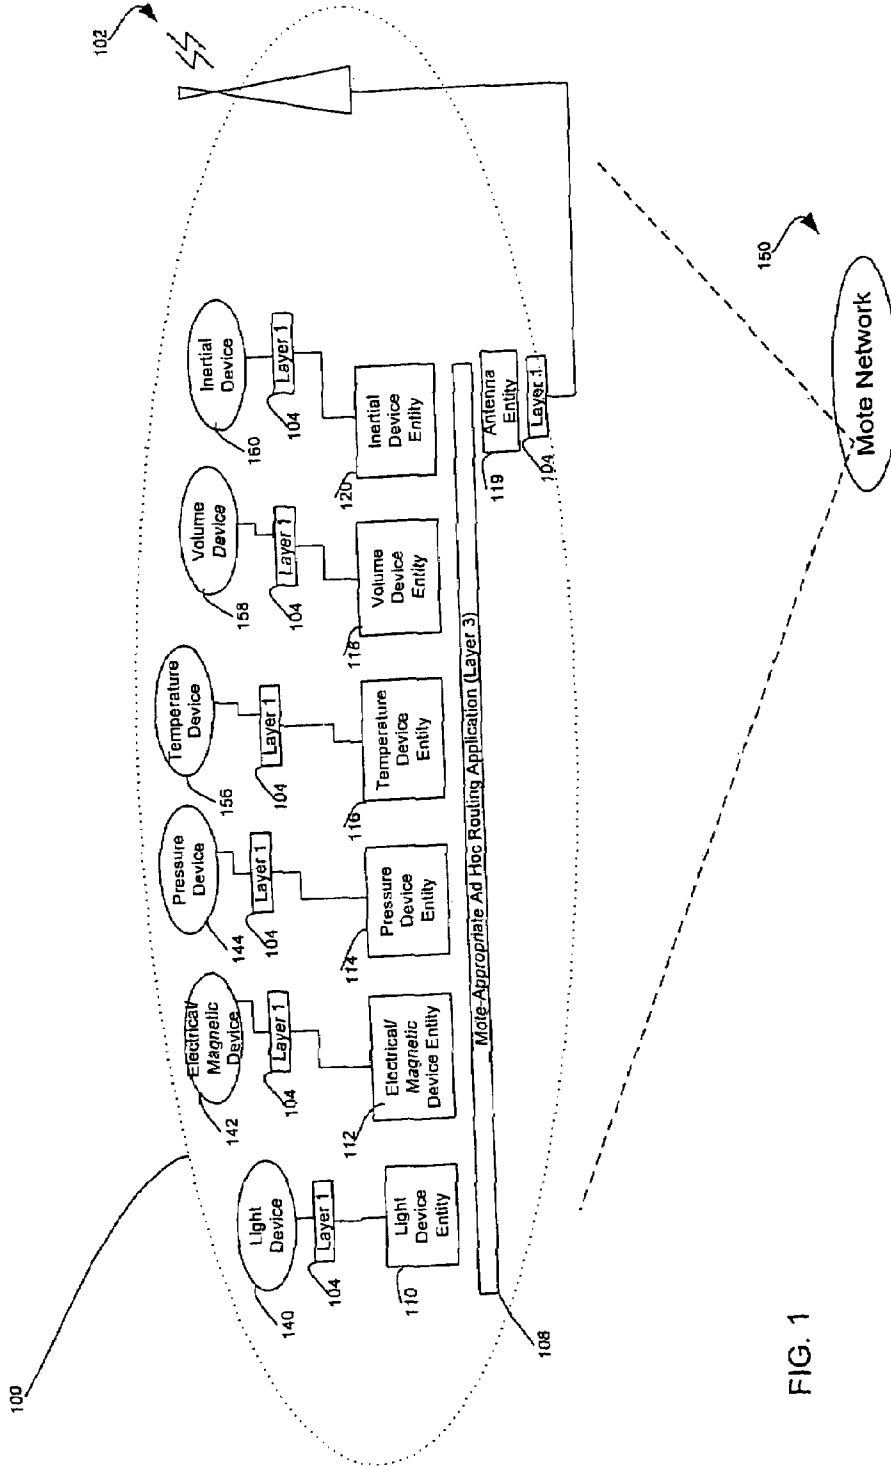 100
102
Light
Device
140
Electrical/
Magnetic
Device
142
Pressure
Device
144
Temperature
Device
156
Volume
Device
158
Inertial
Device
160
Layer 1
104
Layer 1
104
Layer 1
104
Layer 1
104
Layer 1
104
Layer 1
104
Light
Device
Entity
110
Electrical/
Magnetic
Device Entity
112
Pressure
Device
Entity
114
Temperature
Device
Entity
116
Volume
Device
Entity
118
Inertial
Device
Entity
120
Mote-Appropriate Ad Hoc Routing Application (Layer 3)
108
Antenna
Entity
119
Layer 1
104
150
Mote Network
FIG. 1